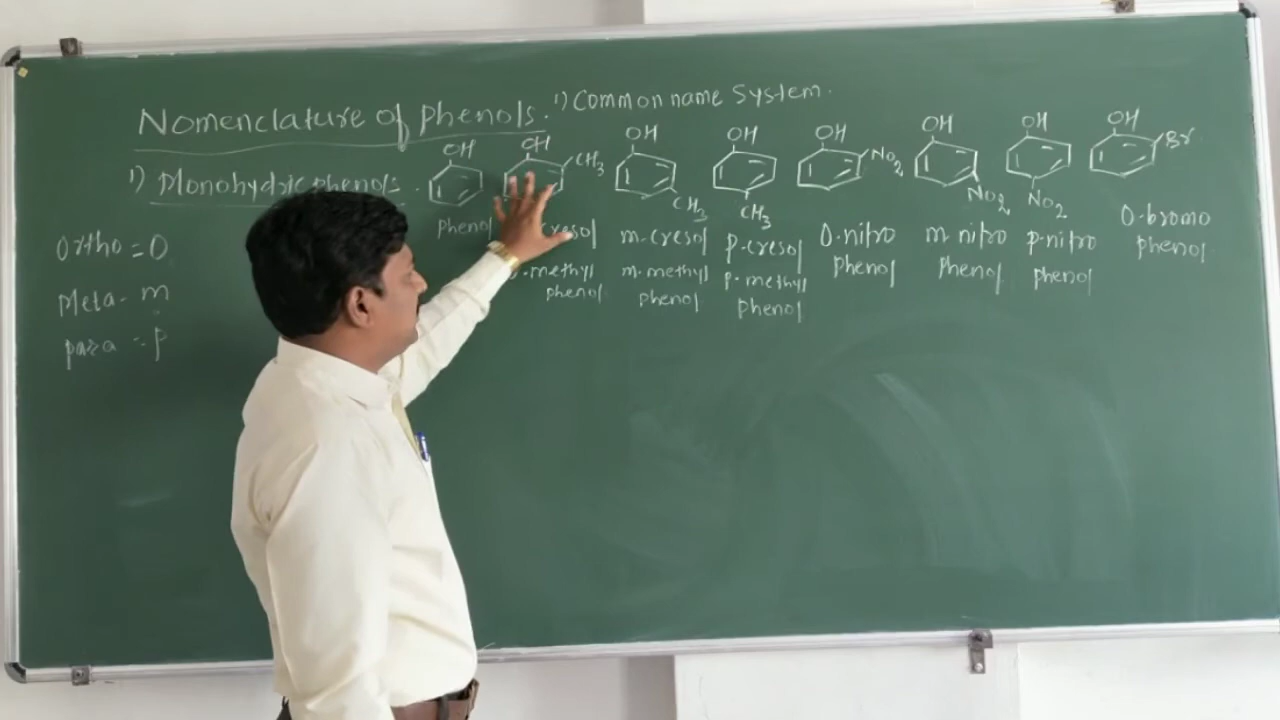 Nomenclature of phenols. 1) Common name System.
1) Monohydric phenols.
Ortho = O
Meta - m
para - p
OH
phenol
OH
CH3
cresol
methyl
phenol
OH
CH3
m-cresol
m-methyl
phenol
OH
CH3
p-cresol
p-methyl
phenol
OH
NO2
O-nitro
phenol
OH
NO2
m-nitro
phenol
OH
NO2
p-nitro
phenol
OH
Br
O-bromo
phenol